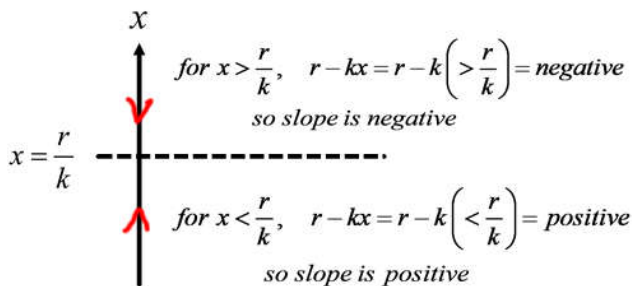 x
for x > r/k, r − kx = r − k(> r/k) = negative
so slope is negative
x = r/k
for x < r/k, r − kx = r − k(< r/k) = positive
so slope is positive